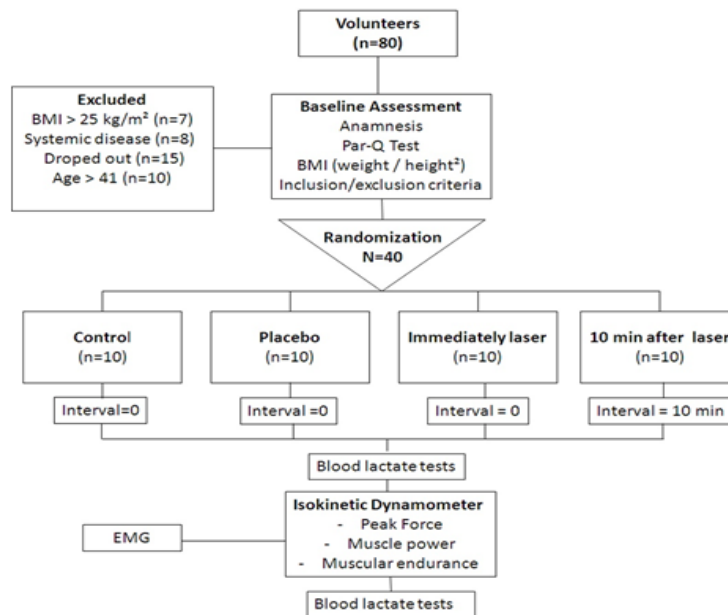 Volunteers
(n=80)
Excluded
BMI > 25 kg/m² (n=7)
Systemic disease (n=8)
Droped out (n=15)
Age > 41 (n=10)
Baseline Assessment
Anamnesis
Par-Q Test
BMI (weight / height²)
Inclusion/exclusion criteria
Randomization
N=40
Control
(n=10)
Placebo
(n=10)
Immediately laser
(n=10)
10 min after laser
(n=10)
Interval=0
Interval =0
Interval = 0
Interval = 10 min
Blood lactate tests
Isokinetic Dynamometer
- Peak Force
- Muscle power
- Muscular endurance
EMG
Blood lactate tests